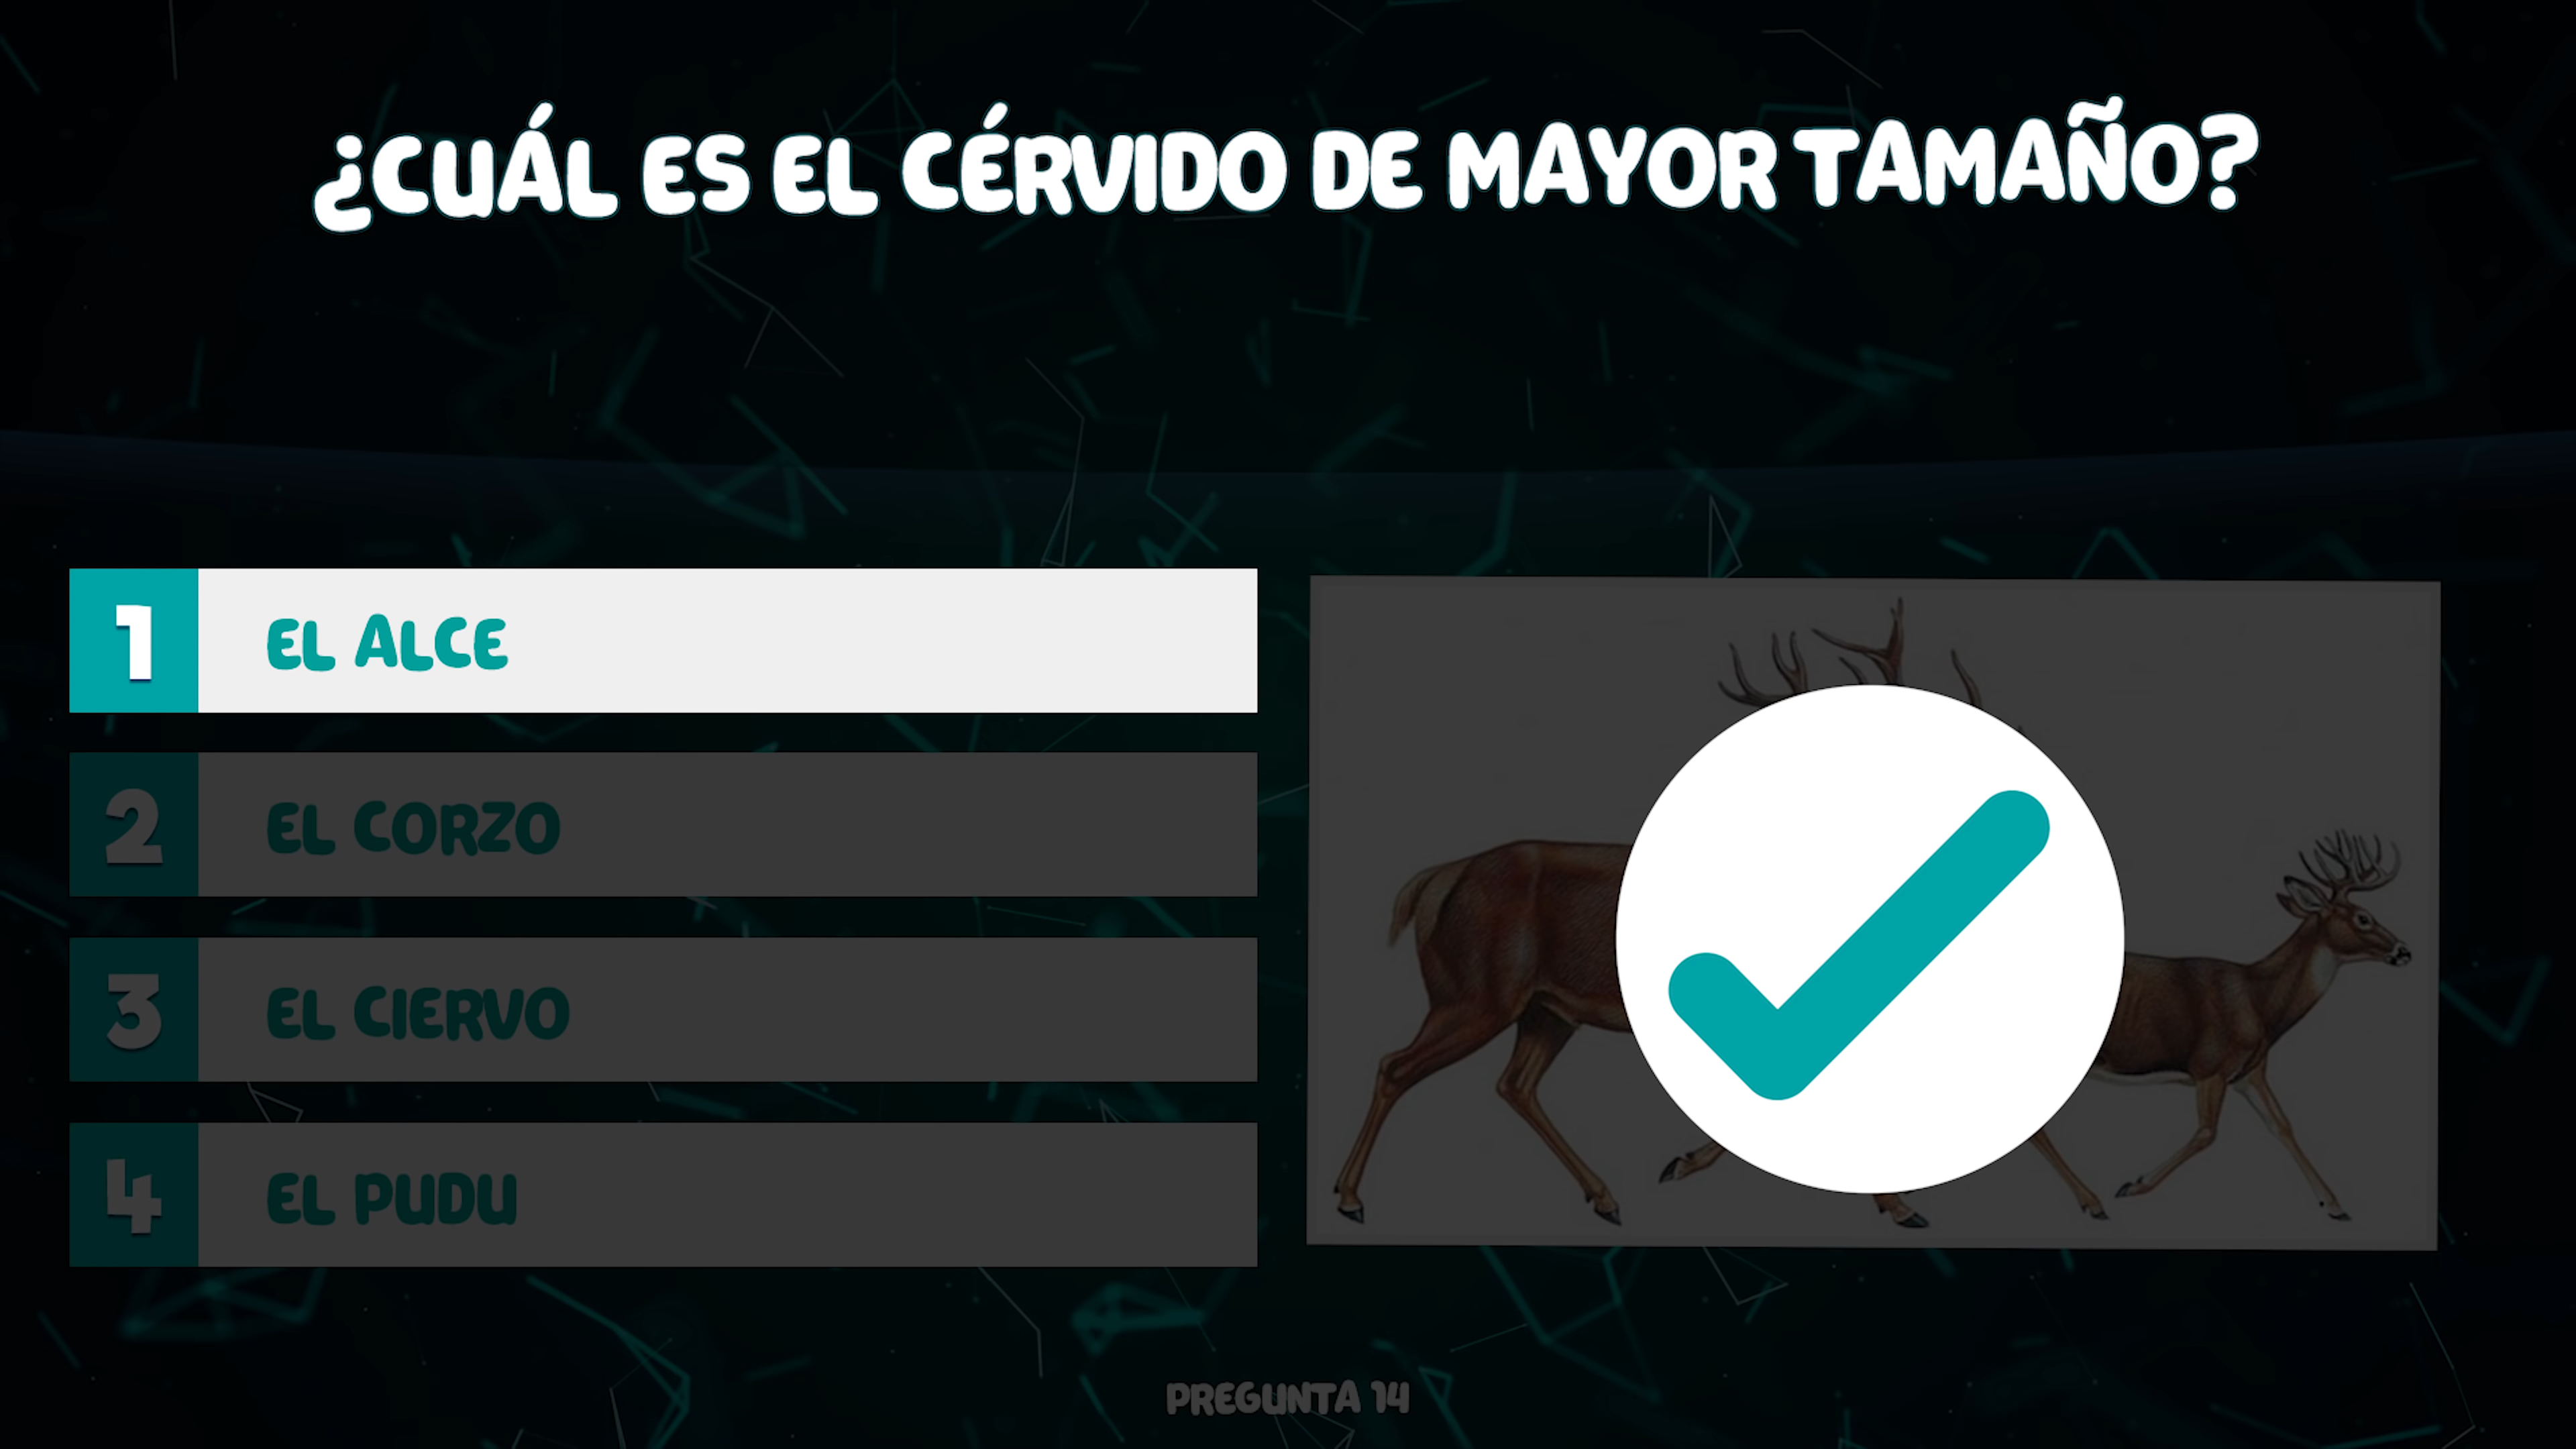 ¿CUÁL ES EL CÉRVIDO DE MAYOR TAMAÑO?
1 EL ALCE
2 EL CORZO
3 EL CIERVO
4 EL PUDU
PREGUNTA 14